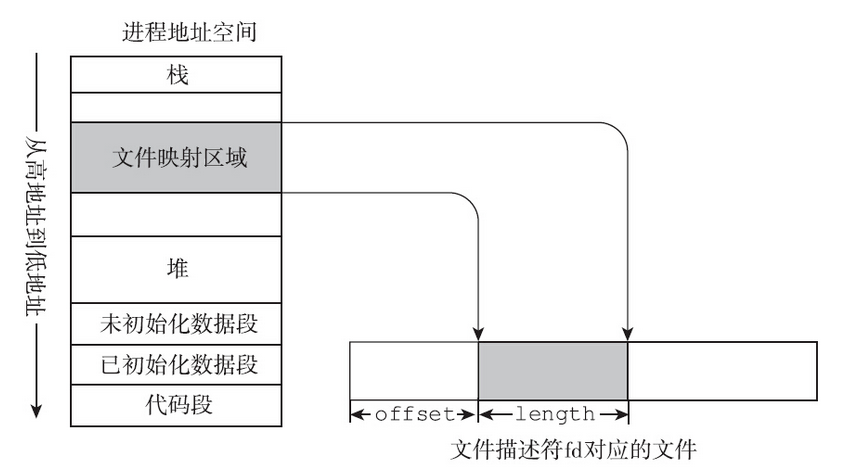 进程地址空间
从高地址到低地址
栈
文件映射区域
堆
未初始化数据段
已初始化数据段
代码段
offset
length
文件描述符fd对应的文件